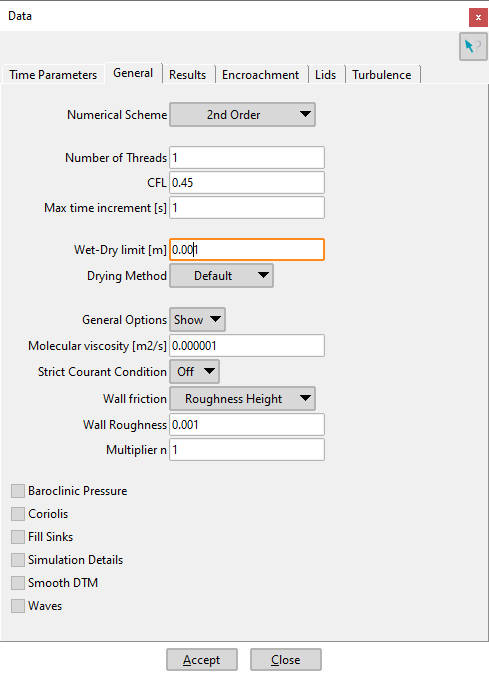 Data
x
Time Parameters General Results Encroachment Lids Turbulence
Numerical Scheme 2nd Order
Number of Threads 1
CFL 0.45
Max time increment [s] 1
Wet-Dry limit [m] 0.001
Drying Method Default
General Options Show
Molecular viscosity [m2/s] 0.000001
Strict Courant Condition Off
Wall friction Roughness Height
Wall Roughness 0.001
Multiplier n 1
Baroclinic Pressure
Coriolis
Fill Sinks
Simulation Details
Smooth DTM
Waves
Accept Close